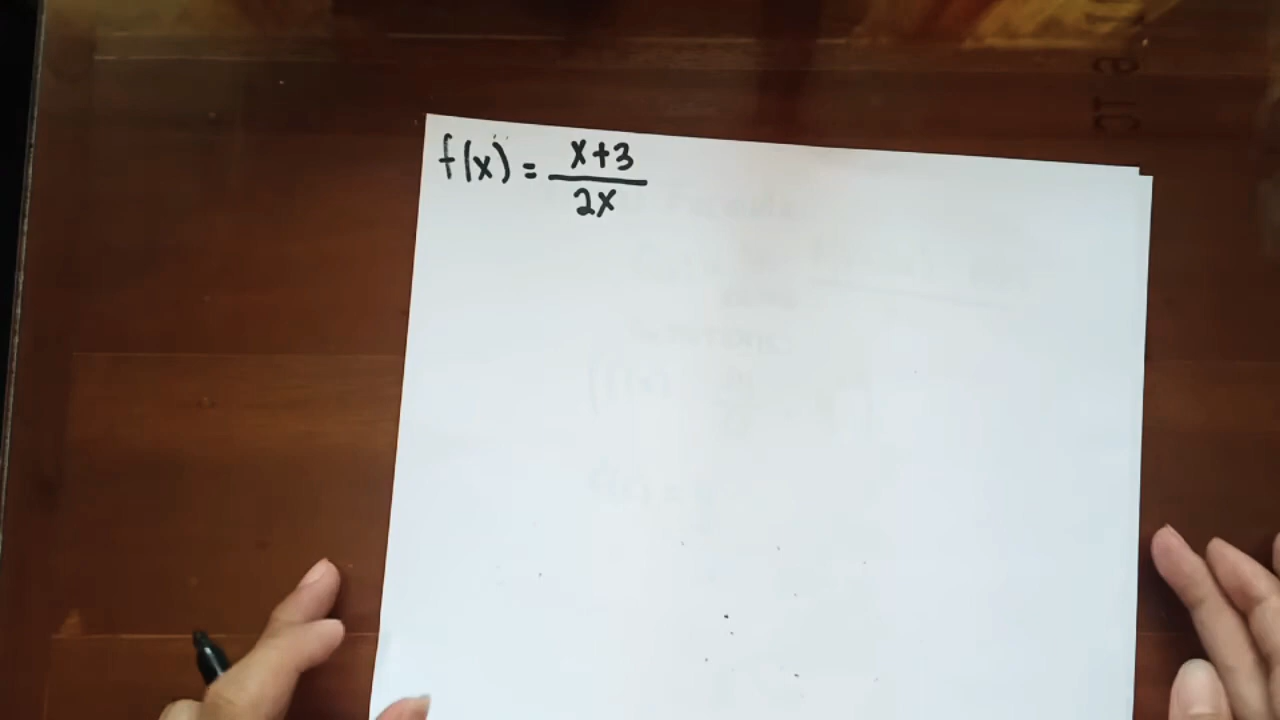 f(x) = x+3
2x